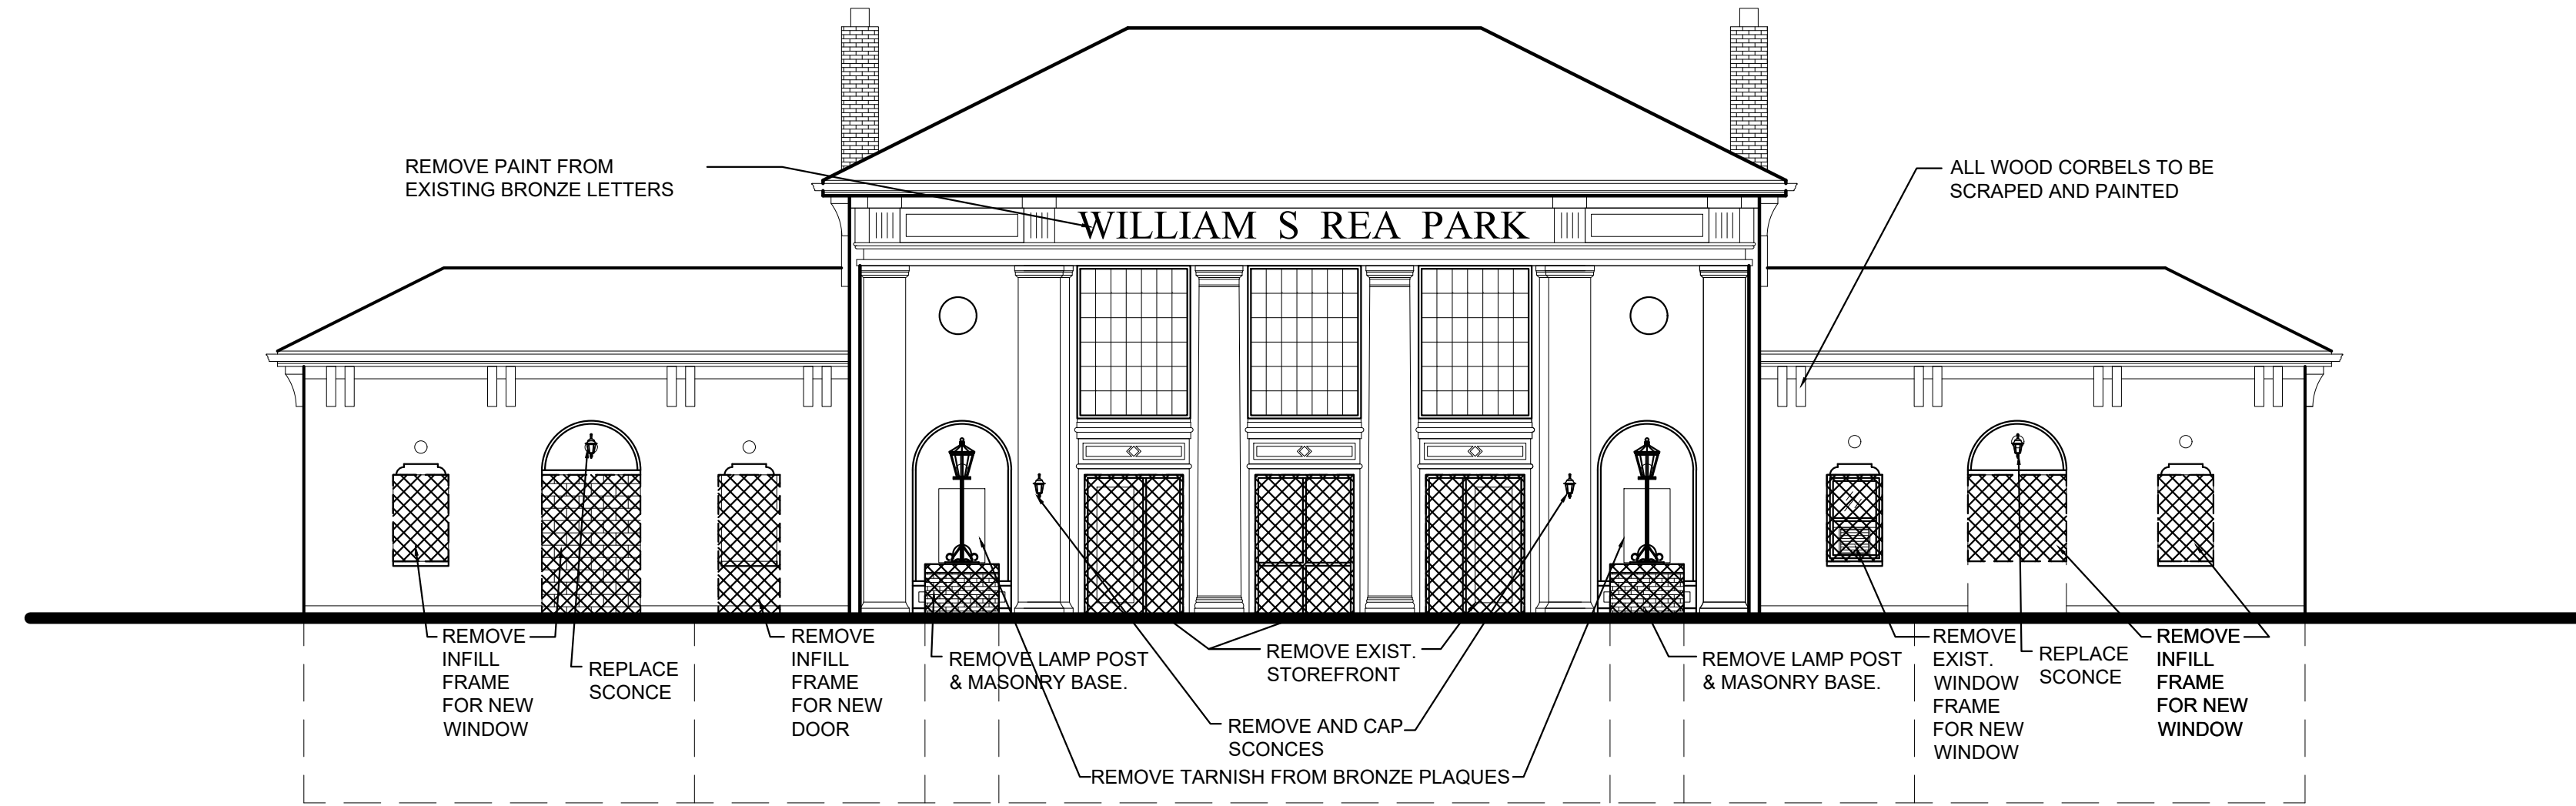 REMOVE PAINT FROM
EXISTING BRONZE LETTERS
ALL WOOD CORBELS TO BE
SCRAPED AND PAINTED
WILLIAM S REA PARK
REMOVE
INFILL
FRAME
FOR NEW
WINDOW
REPLACE
SCONCE
REMOVE
INFILL
FRAME
FOR NEW
DOOR
REMOVE LAMP POST
& MASONRY BASE.
REMOVE EXIST.
STOREFRONT
REMOVE AND CAP
SCONCES
REMOVE TARNISH FROM BRONZE PLAQUES
REMOVE LAMP POST
& MASONRY BASE.
REMOVE
EXIST.
WINDOW
FRAME
FOR NEW
WINDOW
REPLACE
SCONCE
REMOVE
INFILL
FRAME
FOR NEW
WINDOW